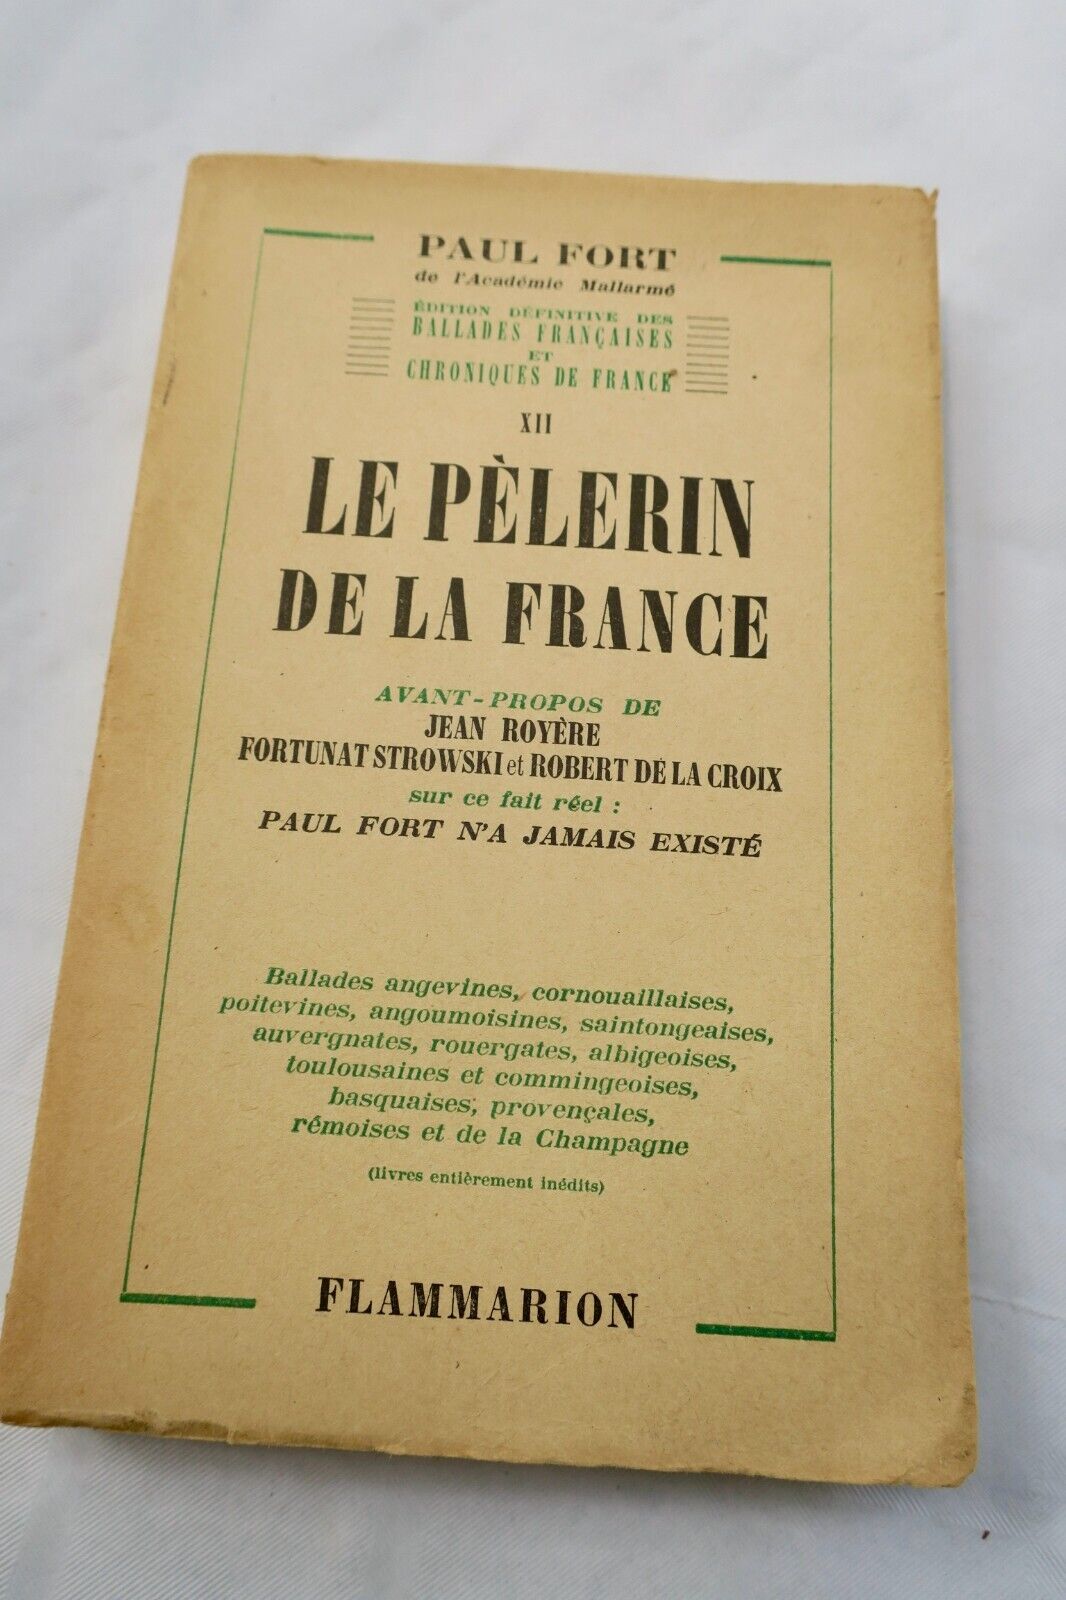 PAUL FORT
de l'Académie Mallarmé
ÉDITION DÉFINITIVE DES
BALLADES FRANÇAISES
ET
CHRONIQUES DE FRANCE
XII
LE PÈLERIN
DE LA FRANCE
AVANT-PROPOS DE
JEAN ROYÈRE
FORTUNAT STROWSKI et ROBERT DE LA CROIX
sur ce fait réel :
PAUL FORT N'A JAMAIS EXISTÉ
Ballades angevines, cornouaillaises,
poitevines, angoumoisines, saintongeaises,
auvergnates, rouergates, albigeoises,
toulousaines et commingeoises,
basquaises, provençales,
rémoises et de la Champagne
(livres entièrement inédits)
FLAMMARION